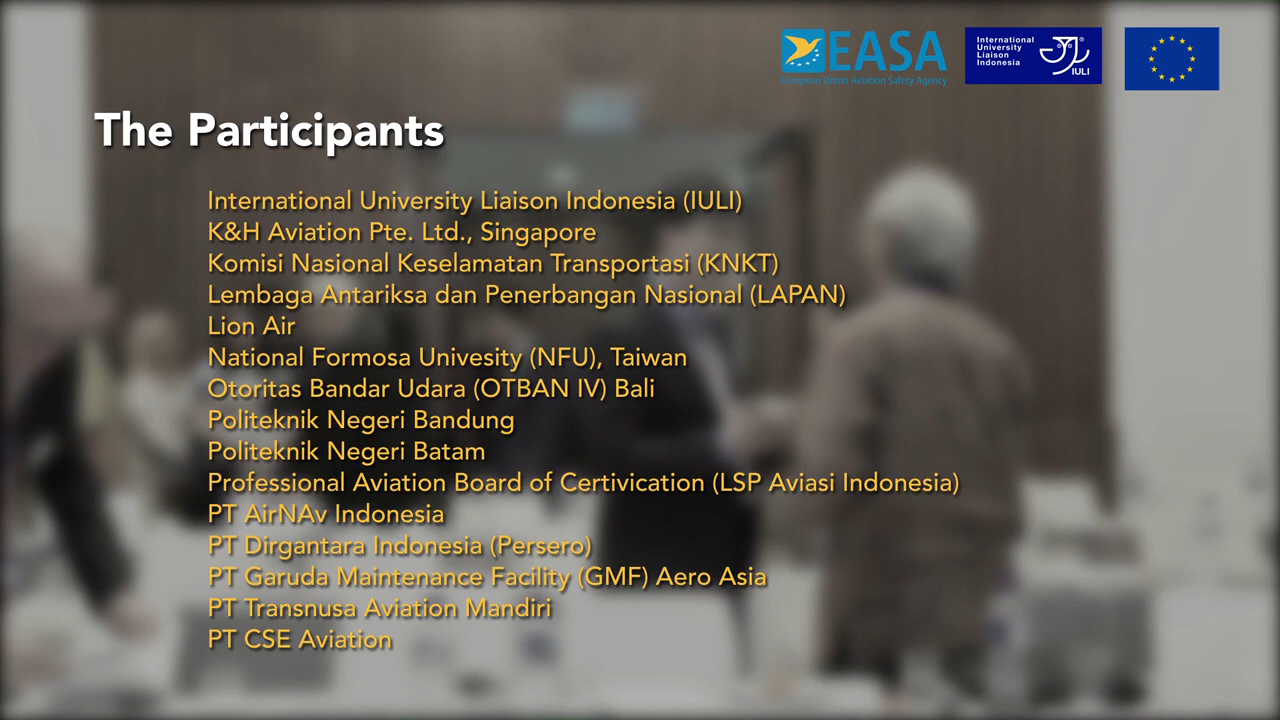 EASA
European Union Aviation Safety Agency
International
University
Liaison
Indonesia
IULI
The Participants
International University Liaison Indonesia (IULI)
K&H Aviation Pte. Ltd., Singapore
Komisi Nasional Keselamatan Transportasi (KNKT)
Lembaga Antariksa dan Penerbangan Nasional (LAPAN)
Lion Air
National Formosa Univesity (NFU), Taiwan
Otoritas Bandar Udara (OTBAN IV) Bali
Politeknik Negeri Bandung
Politeknik Negeri Batam
Professional Aviation Board of Certivication (LSP Aviasi Indonesia)
PT AirNAv Indonesia
PT Dirgantara Indonesia (Persero)
PT Garuda Maintenance Facility (GMF) Aero Asia
PT Transnusa Aviation Mandiri
PT CSE Aviation